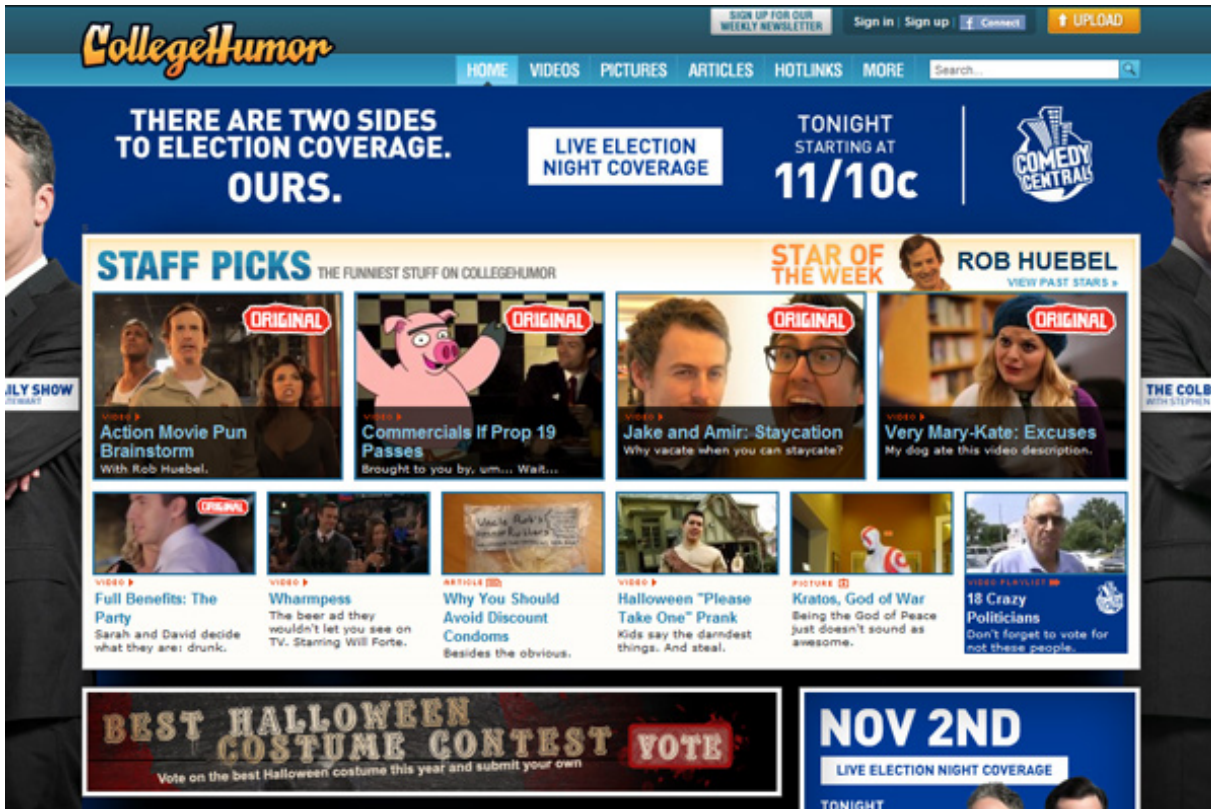 SIGN UP FOR OUR
WEEKLY NEWSLETTER
Sign in | Sign up | f Connect
UPLOAD
CollegeHumor
HOME VIDEOS PICTURES ARTICLES HOTLINKS MORE
Search...
THERE ARE TWO SIDES
TO ELECTION COVERAGE.
OURS.
LIVE ELECTION
NIGHT COVERAGE
TONIGHT
STARTING AT
11/10c
COMEDY
CENTRAL
STAFF PICKS THE FUNNIEST STUFF ON COLLEGEHUMOR
STAR OF
THE WEEK
ROB HUEBEL
VIEW PAST STARS »
ORIGINAL
VIDEO
Action Movie Pun
Brainstorm
With Rob Huebel.
ORIGINAL
VIDEO
Commercials If Prop 19
Passes
Brought to you by, um... Wait...
ORIGINAL
VIDEO
Jake and Amir: Staycation
Why vacate when you can staycate?
ORIGINAL
VIDEO
Very Mary-Kate: Excuses
My dog ate this video description.
ILY SHOW
THE COLB
WITH STEPHEN
ORIGINAL
VIDEO
Full Benefits: The
Party
Sarah and David decide
what they are: drunk.
VIDEO
Wharmpess
The beer ad they
wouldn't let you see on
TV. Starring Will Forte.
ARTICLE
Why You Should
Avoid Discount
Condoms
Besides the obvious.
VIDEO
Halloween "Please
Take One" Prank
Kids say the darndest
things. And steal.
PICTURE
Kratos, God of War
Being the God of Peace
just doesn't sound as
awesome.
VIDEO PLAYLIST
18 Crazy
Politicians
Don't forget to vote for
not these people.
BEST HALLOWEEN
COSTUME CONTEST
VOTE
Vote on the best Halloween costume this year and submit your own
NOV 2ND
LIVE ELECTION NIGHT COVERAGE
TONIGHT